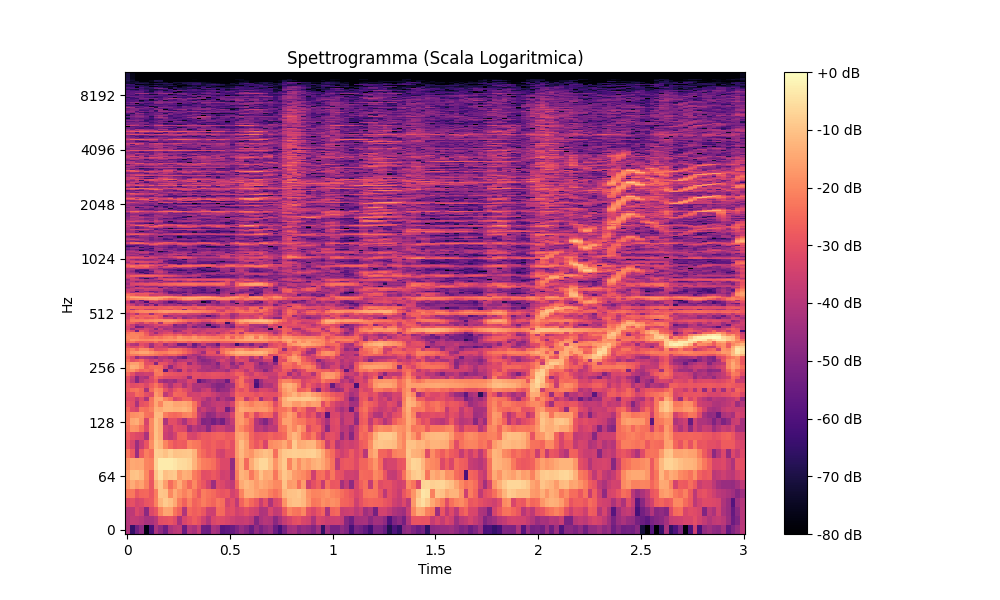 Spettrogramma (Scala Logaritmica)
8192
4096
2048
1024
512
256
128
64
0
Hz
0
0.5
1
1.5
2
2.5
3
Time
+0 dB
-10 dB
-20 dB
-30 dB
-40 dB
-50 dB
-60 dB
-70 dB
-80 dB